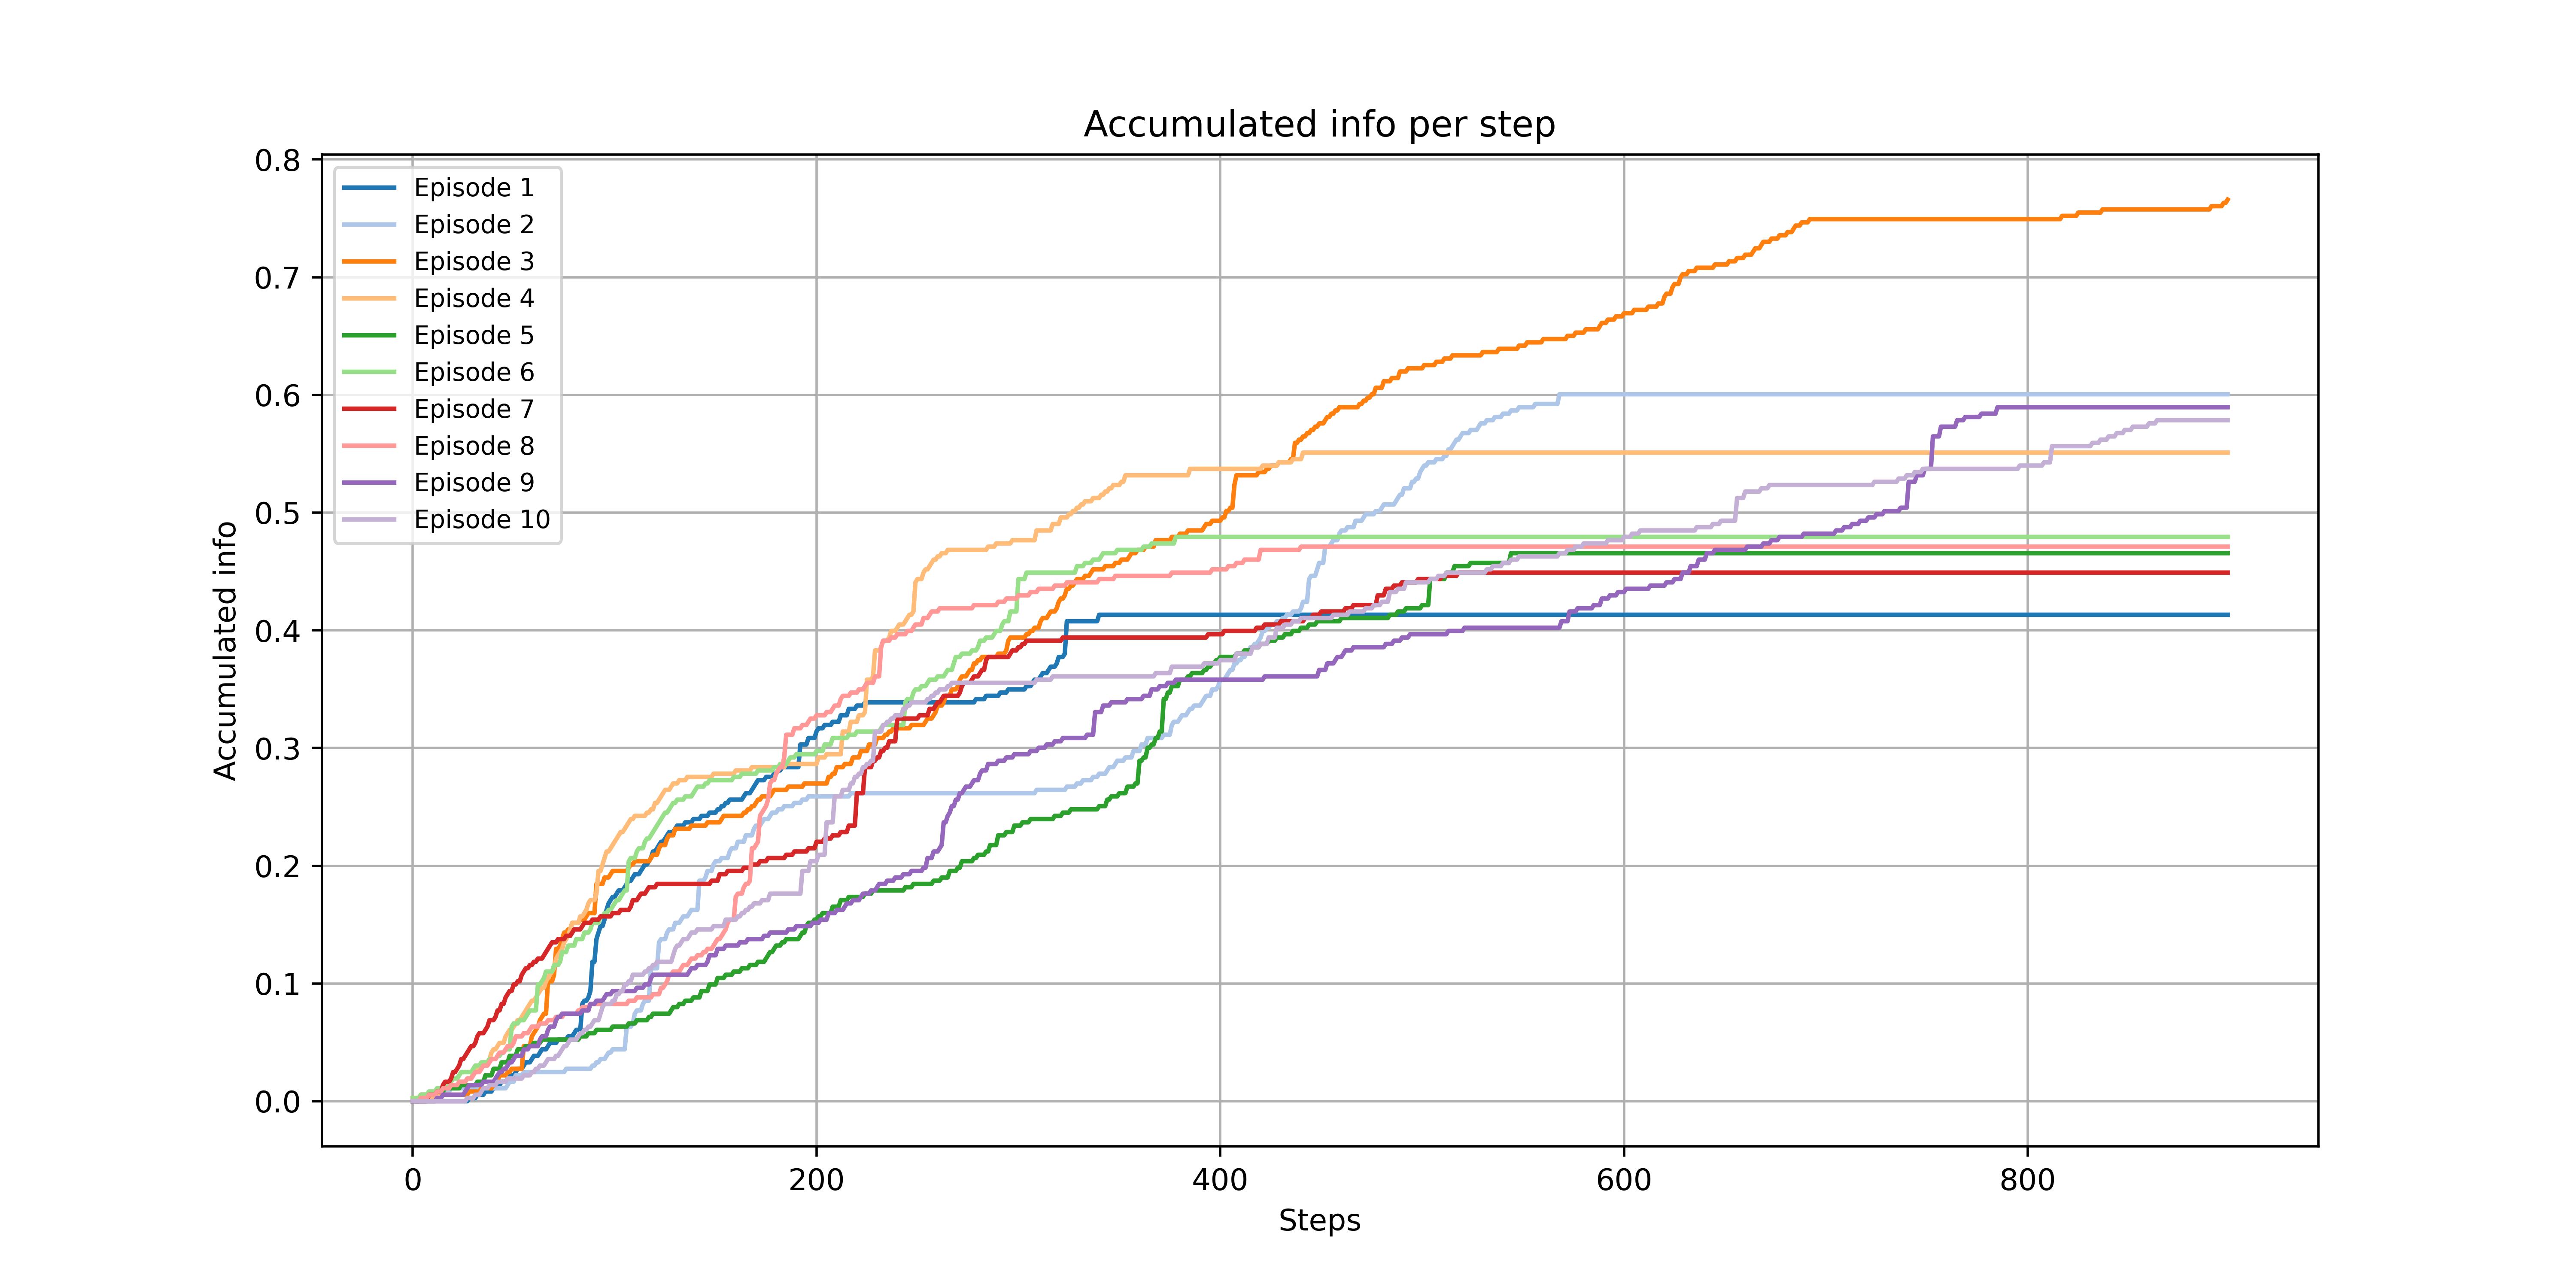 Accumulated info per step
0.8
0.7
0.6
0.5
0.4
0.3
0.2
0.1
0.0
Accumulated info
Episode 1
Episode 2
Episode 3
Episode 4
Episode 5
Episode 6
Episode 7
Episode 8
Episode 9
Episode 10
0 200 400 600 800
Steps